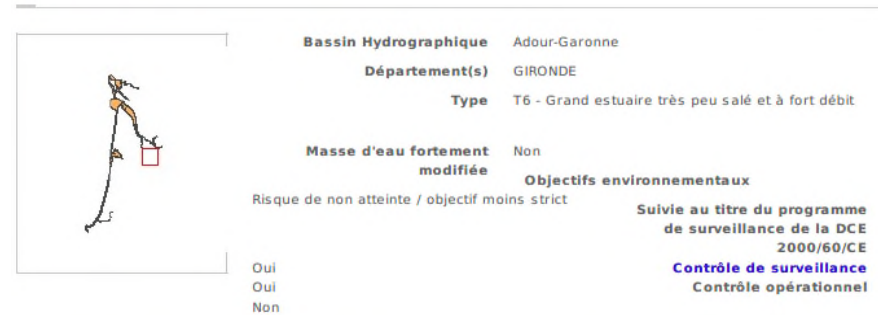 Bassin Hydrographique Adour-Garonne
Département(s) GIRONDE
Type T6 - Grand estuaire très peu salé et à fort débit
Masse d'eau fortement modifiée Non
Objectifs environnementaux
Risque de non atteinte / objectif moins strict
Suivie au titre du programme
de surveillance de la DCE
2000/60/CE
Oui Contrôle de surveillance
Oui Contrôle opérationnel
Non